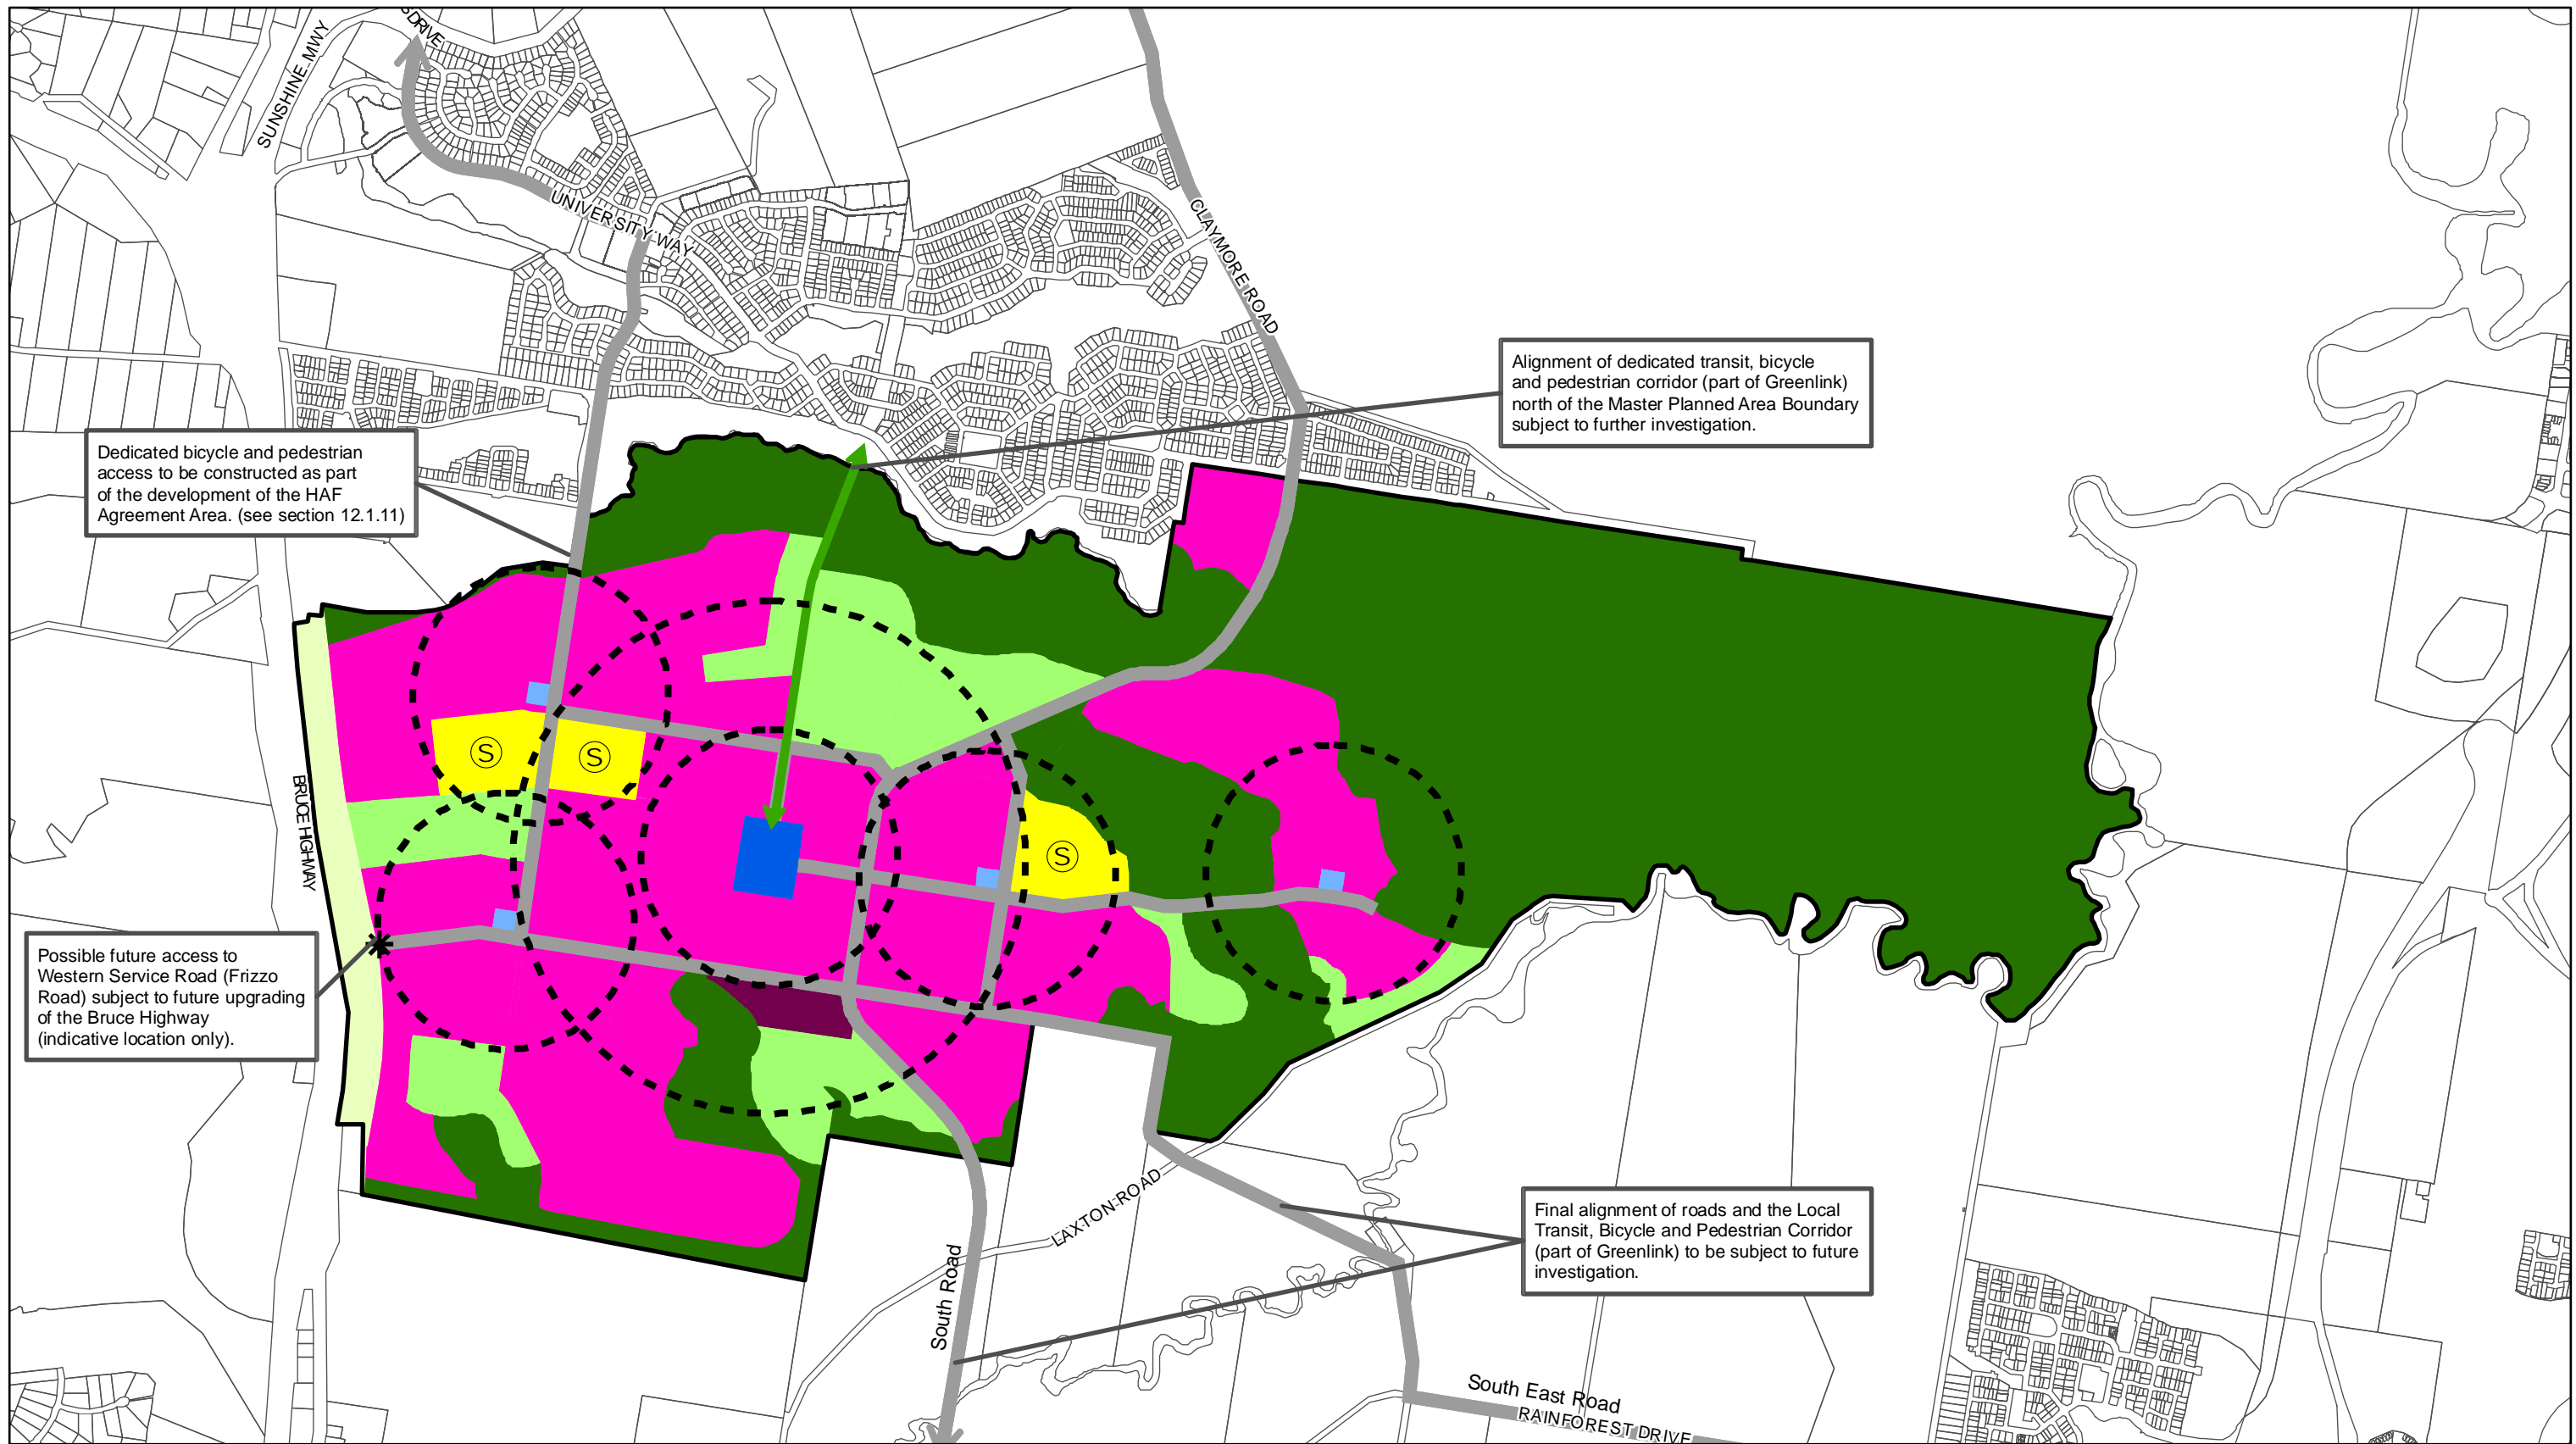 S DRIVE
SUNSHINE MWY
UNIVERSITY WAY
CLAYMORE ROAD
Alignment of dedicated transit, bicycle
and pedestrian corridor (part of Greenlink)
north of the Master Planned Area Boundary
subject to further investigation.
Dedicated bicycle and pedestrian
access to be constructed as part
of the development of the HAF
Agreement Area. (see section 12.1.11)
S
S
S
BRUCE HIGHWAY
Possible future access to
Western Service Road (Frizzo
Road) subject to future upgrading
of the Bruce Highway
(indicative location only).
LAXTON ROAD
South Road
Final alignment of roads and the Local
Transit, Bicycle and Pedestrian Corridor
(part of Greenlink) to be subject to future
investigation.
South East Road
RAINFOREST DRIVE